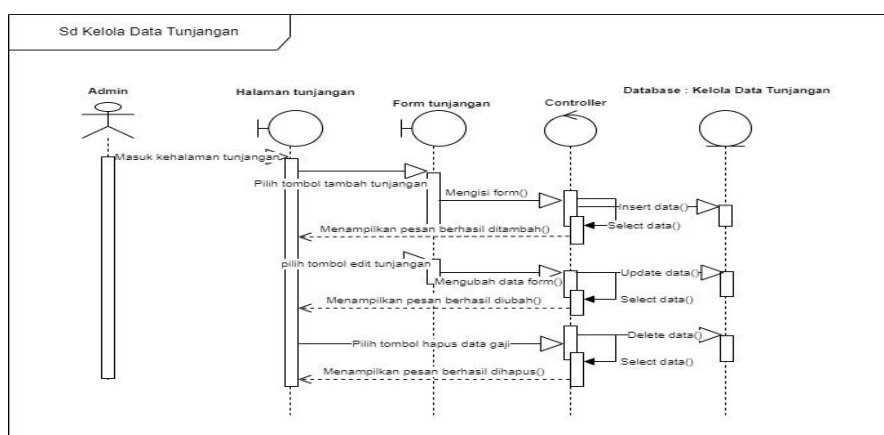 Sd Kelola Data Tunjangan
Admin
Halaman tunjangan
Form tunjangan
Controller
Database : Kelola Data Tunjangan
Masuk kehalaman tunjangan
Pilih tombol tambah tunjangan
Mengisi form()
Insert data()
Select data()
Menampilkan pesan berhasil ditambah()
pilih tombol edit tunjangan
Mengubah data form()
Update data()
Select data()
Menampilkan pesan berhasil diubah()
Pilih tombol hapus data gaji
Delete data()
Select data()
Menampilkan pesan berhasil dihapus()